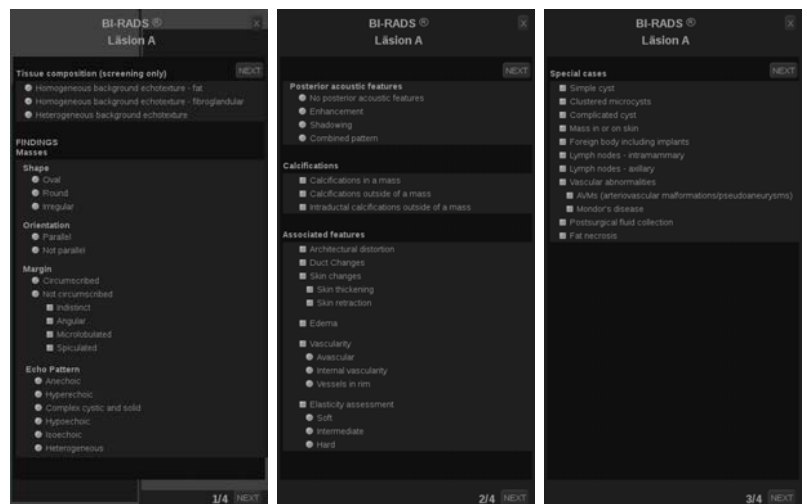 BI-RADS ®
X
Läsion A
NEXT
Tissue composition (screening only)
Homogeneous background echotexture - fat
Homogeneous background echotexture - fibroglandular
Heterogeneous background echotexture
FINDINGS
Masses
Shape
Oval
Round
Irregular
Orientation
Parallel
Not parallel
Margin
Circumscribed
Not circumscribed
Indistinct
Angular
Microlobulated
Spiculated
Echo Pattern
Anechoic
Hyperechoic
Complex cystic and solid
Hypoechoic
Isoechoic
Heterogeneous
1/4 NEXT
BI-RADS ®
X
Läsion A
NEXT
Posterior acoustic features
No posterior acoustic features
Enhancement
Shadowing
Combined pattern
Calcifications
Calcifications in a mass
Calcifications outside of a mass
Intraductal calcifications outside of a mass
Associated features
Architectural distortion
Duct Changes
Skin changes
Skin thickening
Skin retraction
Edema
Vascularity
Avascular
Internal vascularity
Vessels in rim
Elasticity assessment
Soft
Intermediate
Hard
2/4 NEXT
BI-RADS ®
X
Läsion A
NEXT
Special cases
Simple cyst
Clustered microcysts
Complicated cyst
Mass in or on skin
Foreign body including implants
Lymph nodes - intramammary
Lymph nodes - axillary
Vascular abnormalities
AVMs (arteriovenous malformations/pseudoaneurysms)
Mondor's disease
Postsurgical fluid collection
Fat necrosis
3/4 NEXT